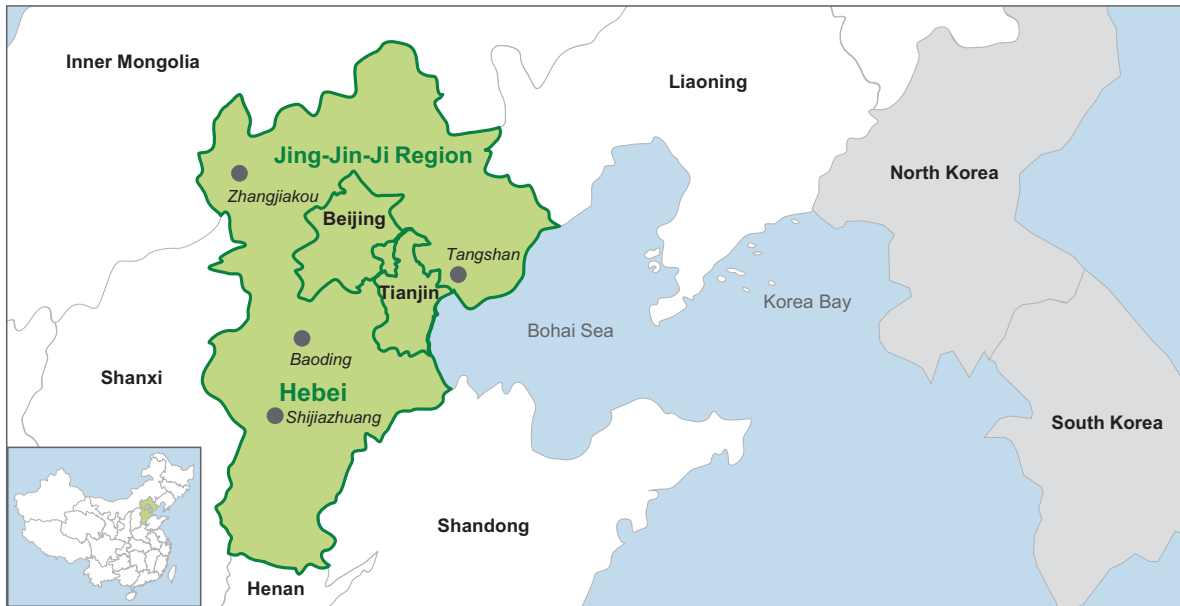 Inner Mongolia
Liaoning
Jing-Jin-Ji Region
North Korea
Zhangjiakou
Beijing
Tangshan
Tianjin
Korea Bay
Bohai Sea
Baoding
Shanxi
Hebei
Shijiazhuang
South Korea
Shandong
Henan